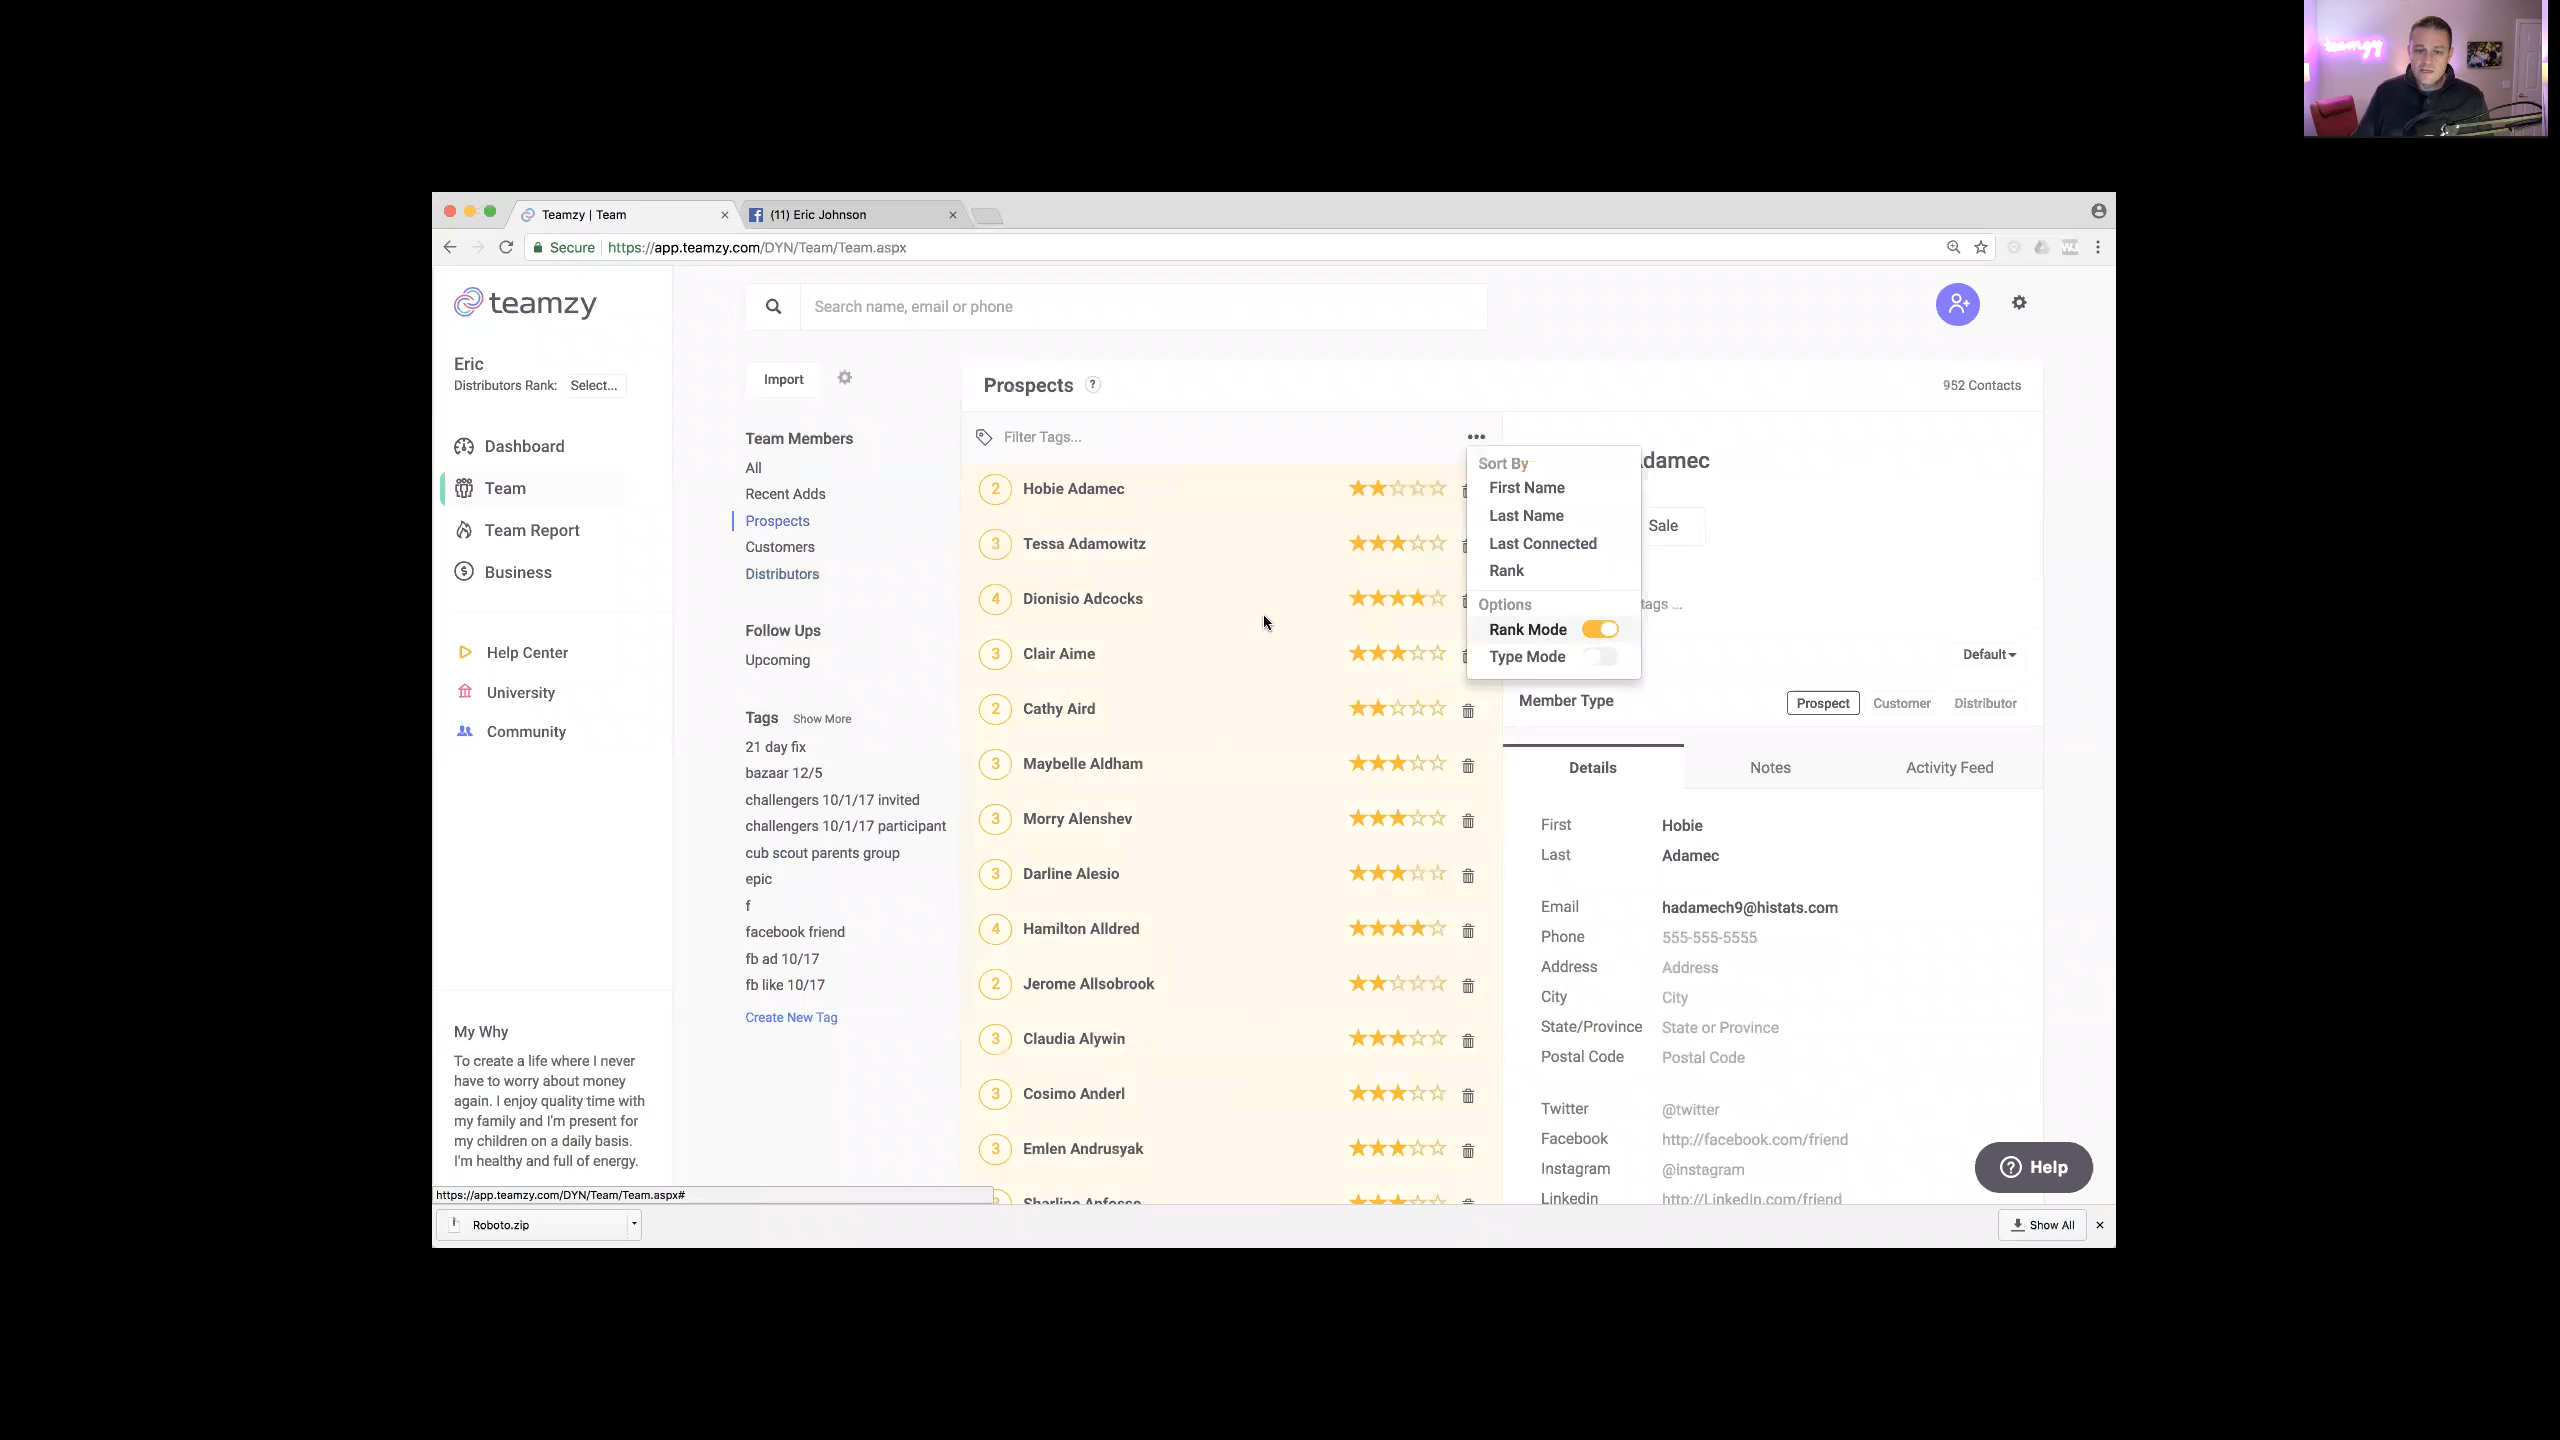 teamzy
Teamzy | Team
(11) Eric Johnson
Secure
https://app.teamzy.com/DYN/Team/Team.aspx
teamzy
Search name, email or phone
Eric
Distributors Rank: Select...
Dashboard
Team
Team Report
Business
Help Center
University
Community
My Why
To create a life where I never
have to worry about money
again. I enjoy quality time with
my family and I'm present for
my children on a daily basis.
I'm healthy and full of energy.
Import
Team Members
All
Recent Adds
Prospects
Customers
Distributors
Follow Ups
Upcoming
Tags Show More
21 day fix
bazaar 12/5
challengers 10/1/17 invited
challengers 10/1/17 participant
cub scout parents group
epic
f
facebook friend
fb ad 10/17
fb like 10/17
Create New Tag
Prospects ?
952 Contacts
Filter Tags...
2 Hobie Adamec
3 Tessa Adamowitz
4 Dionisio Adcocks
3 Clair Aime
2 Cathy Aird
3 Maybelle Aldham
3 Morry Alenshev
3 Darline Alesio
4 Hamilton Alldred
2 Jerome Allsobrook
3 Claudia Alywin
3 Cosimo Anderl
3 Emlen Andrusyak
Sort By
First Name
Last Name
Last Connected
Rank
Options
Rank Mode
Type Mode
damec
Sale
tags ...
Default
Member Type Prospect Customer Distributor
Details Notes Activity Feed
First Hobie
Last Adamec
Email hadamech9@histats.com
Phone 555-555-5555
Address Address
City City
State/Province State or Province
Postal Code Postal Code
Twitter @twitter
Facebook http://facebook.com/friend
Instagram @instagram
Linkedin http://LinkedIn.com/friend
? Help
https://app.teamzy.com/DYN/Team/Team.aspx#
Roboto.zip
Show All